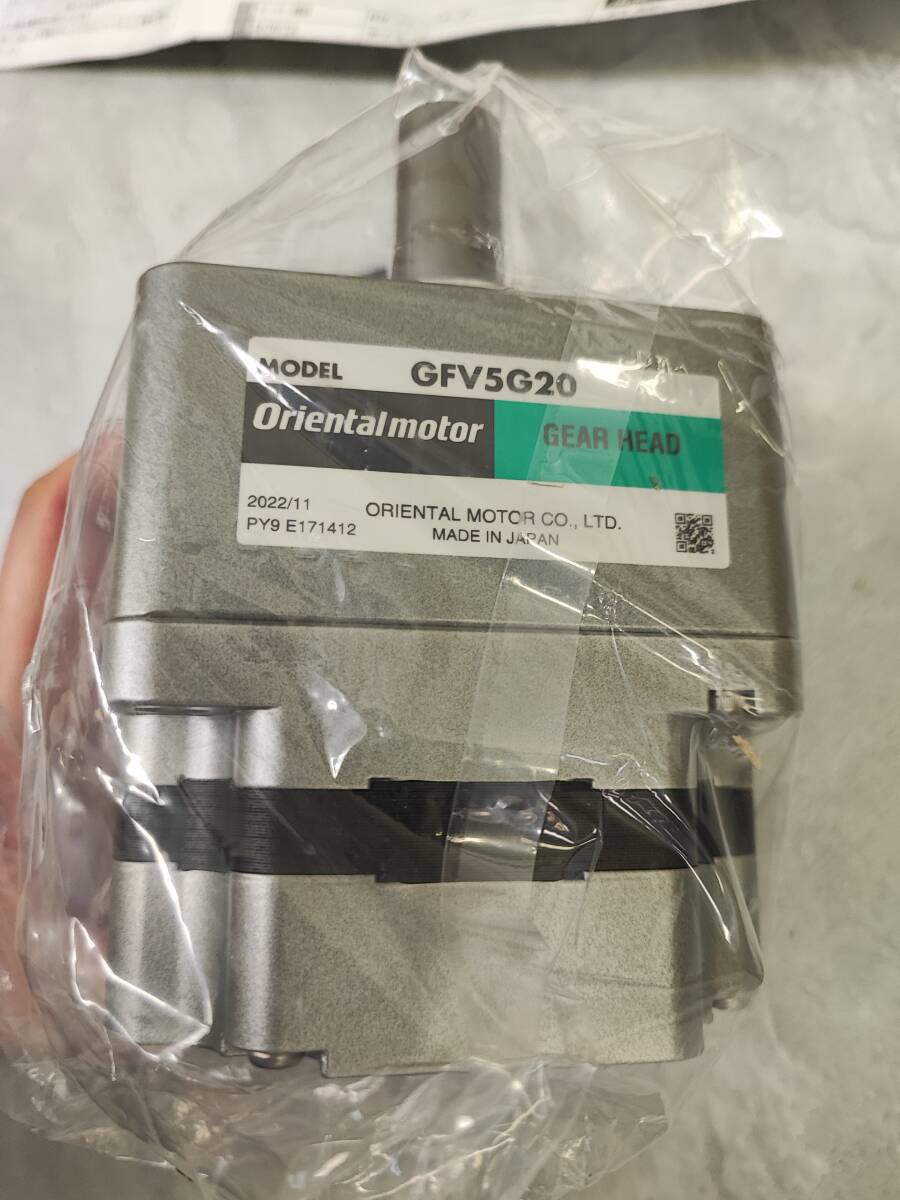 MODEL GFV5G20
Orientalmotor GEAR HEAD
2022/11 ORIENTAL MOTOR CO., LTD.
PY9 E171412 MADE IN JAPAN